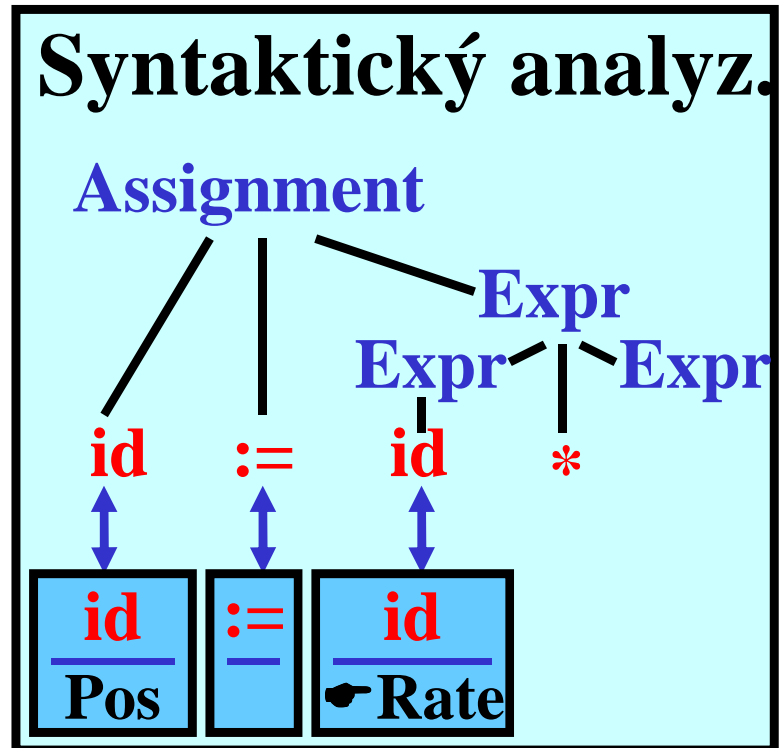 Syntaktický analyz.
Assignment
Expr
Expr Expr
id := id *
id := id
Pos ☛Rate